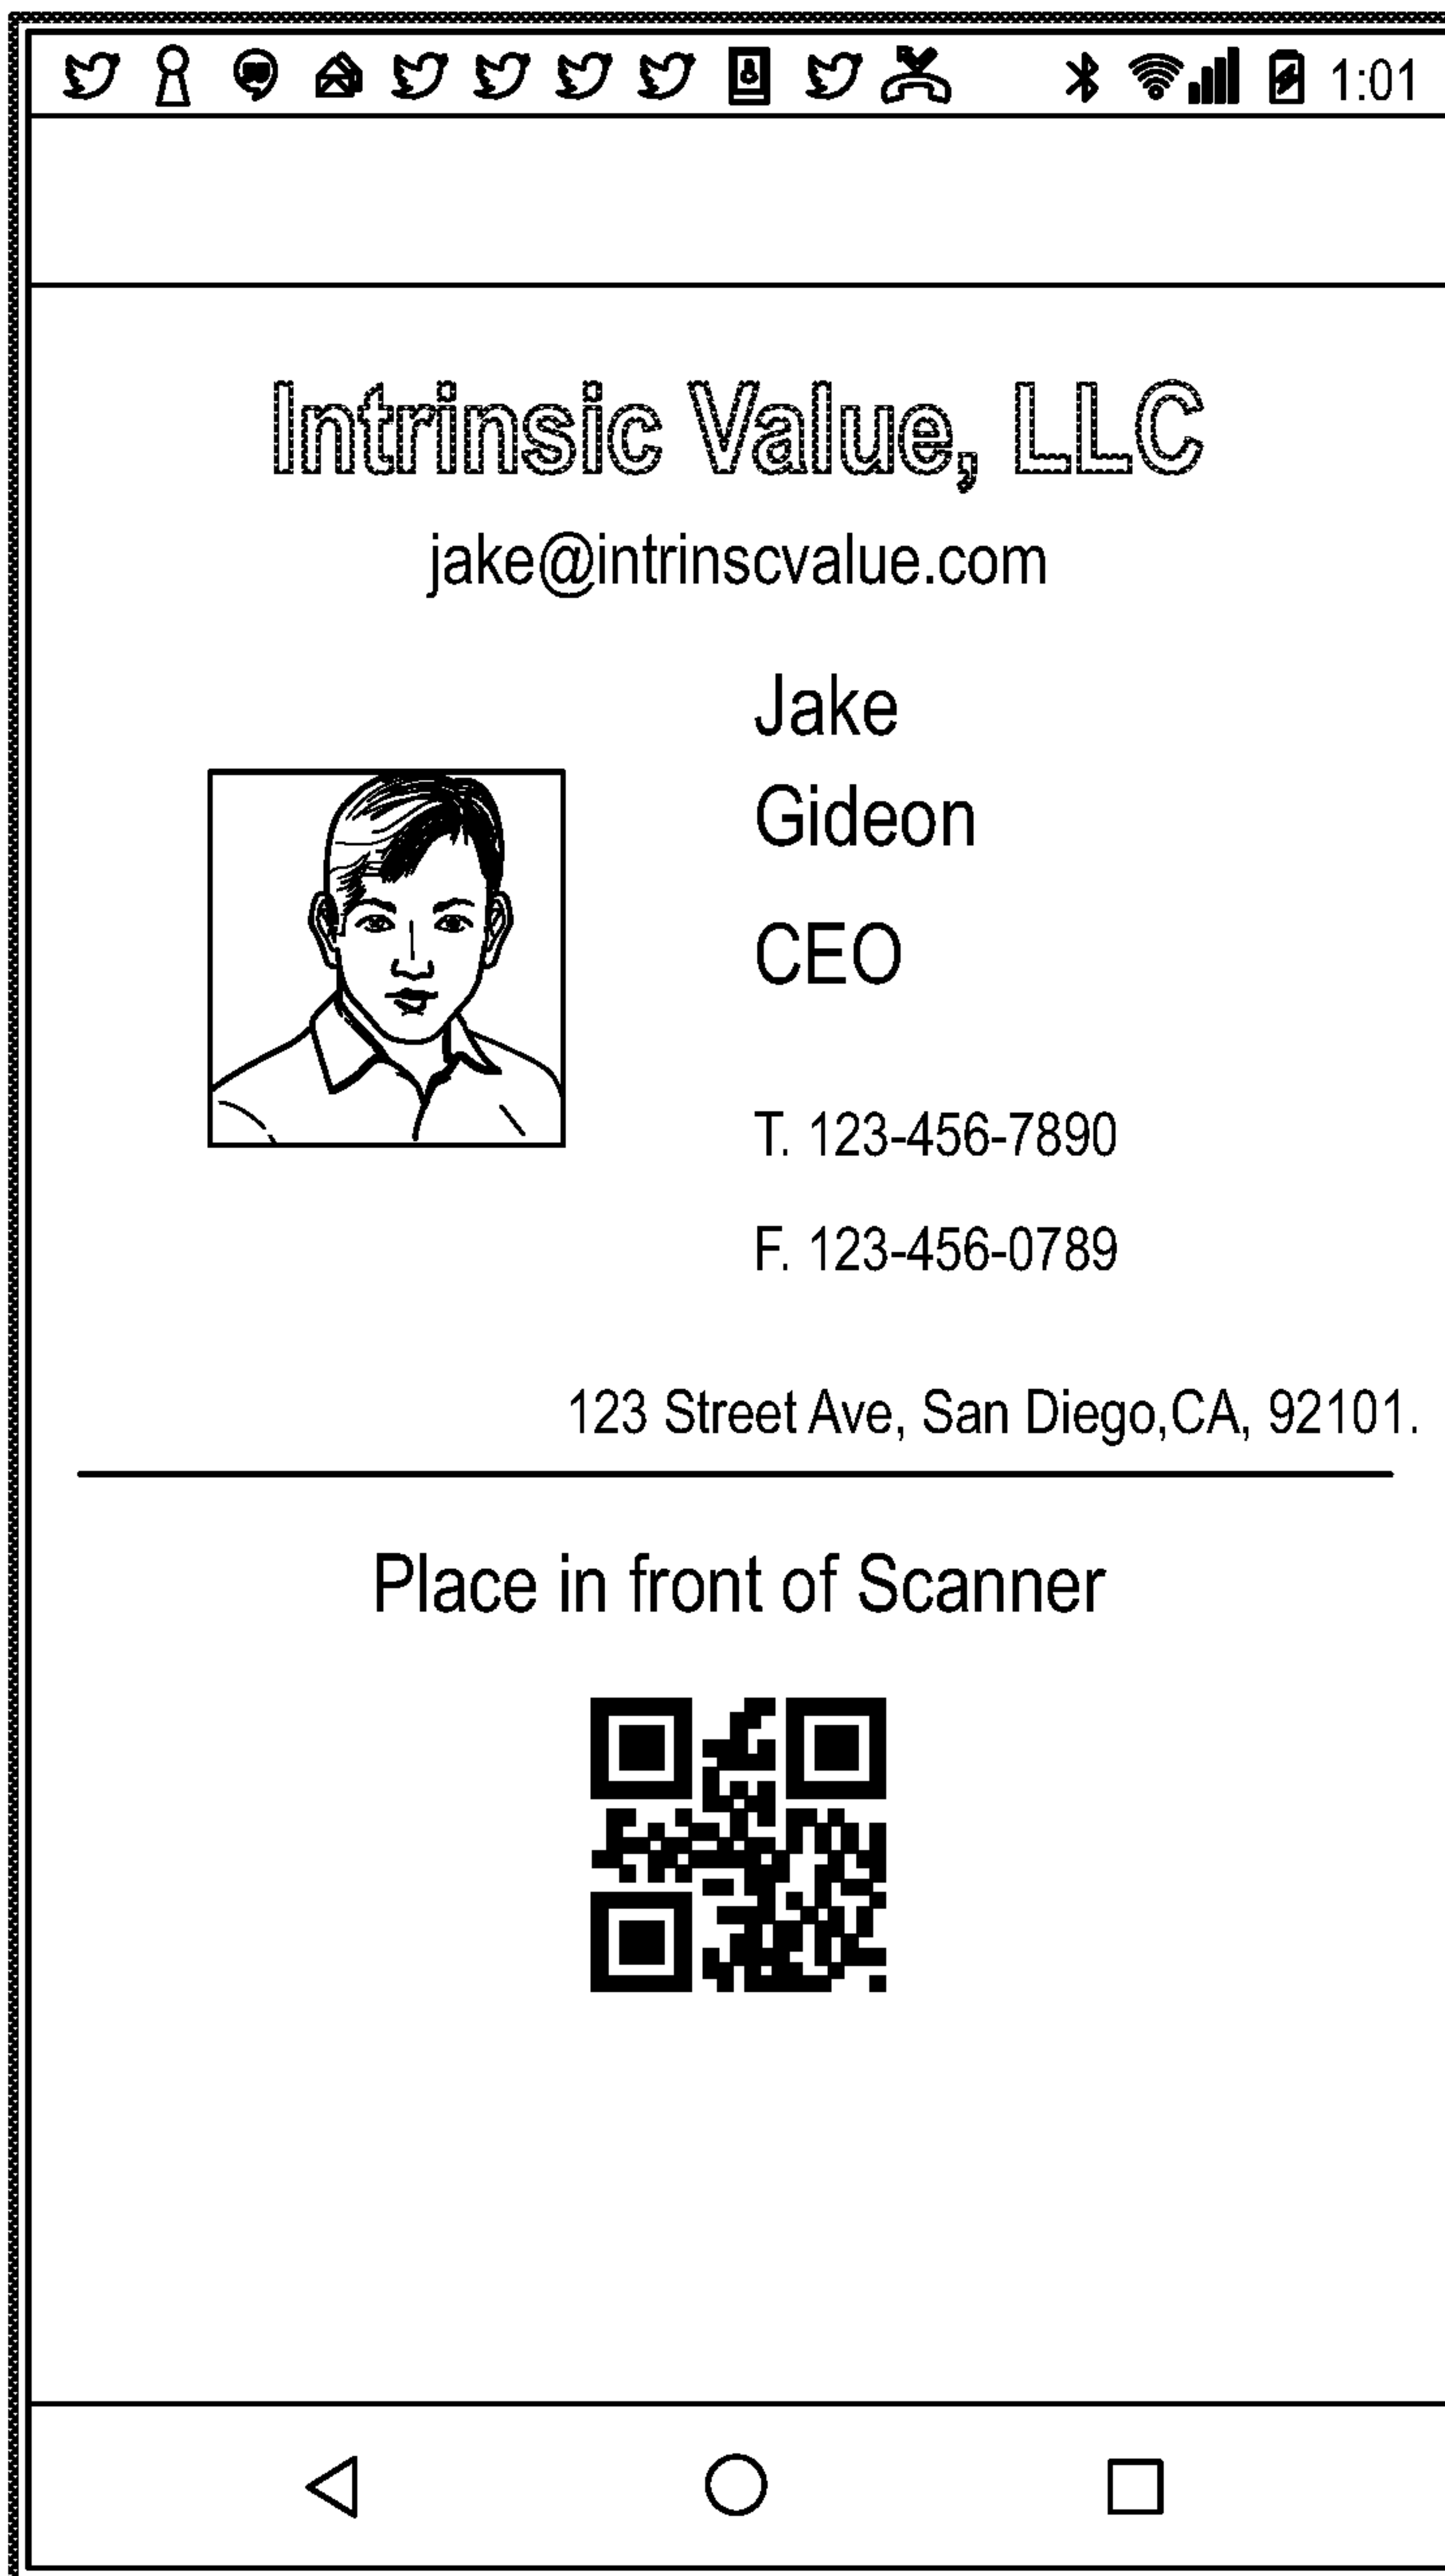 1:01
Intrinsic Value, LLC
jake@intrinscvalue.com
Jake
Gideon
CEO
T. 123-456-7890
F. 123-456-0789
123 Street Ave, San Diego,CA, 92101.
Place in front of Scanner